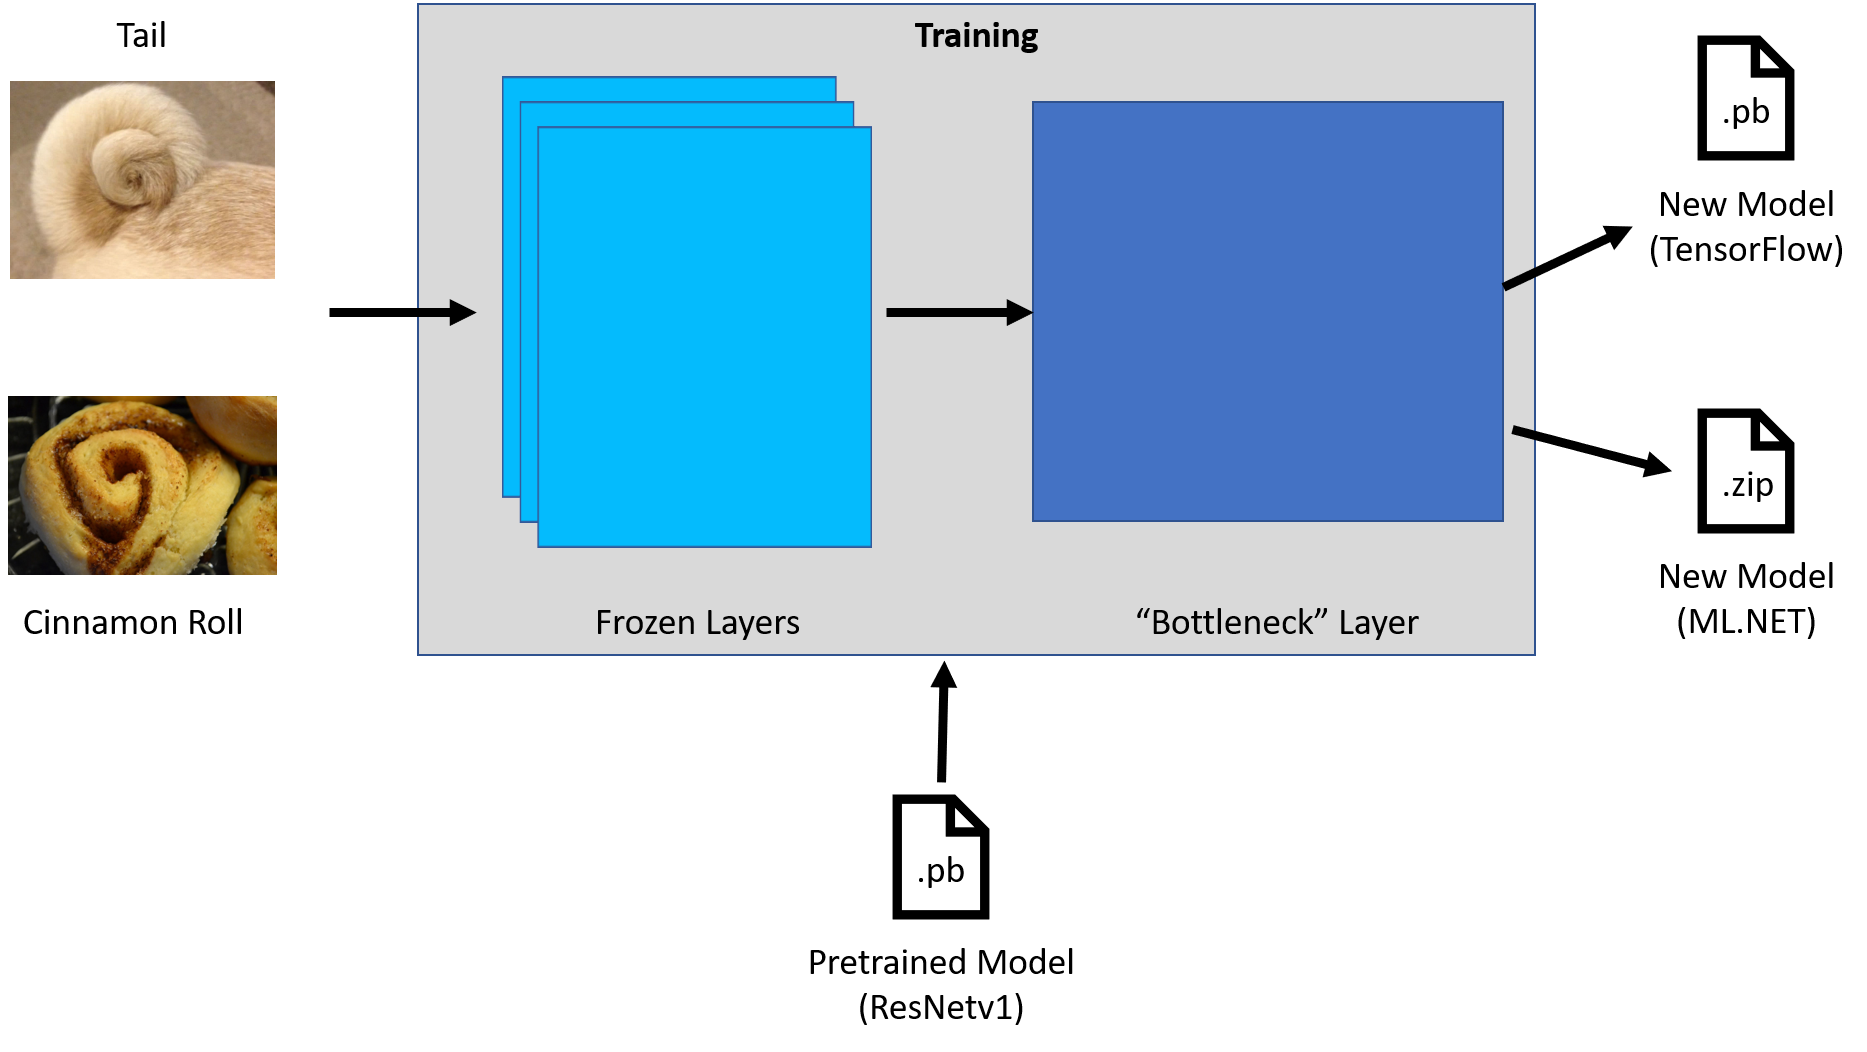 Tail
Cinnamon Roll
Training
Frozen Layers
“Bottleneck” Layer
.pb
New Model
(TensorFlow)
.zip
New Model
(ML.NET)
.pb
Pretrained Model
(ResNetv1)